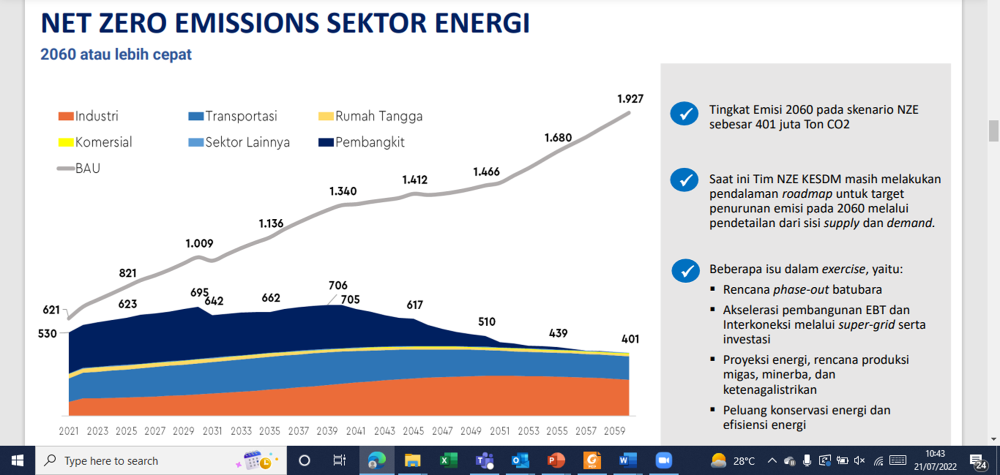 NET ZERO EMISSIONS SEKTOR ENERGI
2060 atau lebih cepat
Industri
Transportasi
Rumah Tangga
Komersial
Sektor Lainnya
Pembangkit
BAU
1.927
1.680
1.466
1.412
1.340
1.136
1.009
821
621
530
623
695
642
662
706
705
617
510
439
401
2021 2023 2025 2027 2029 2031 2033 2035 2037 2039 2041 2043 2045 2047 2049 2051 2053 2055 2057 2059
Tingkat Emisi 2060 pada skenario NZE
sebesar 401 juta Ton CO2
Saat ini Tim NZE KESDM masih melakukan
pendalaman roadmap untuk target
penurunan emisi pada 2060 melalui
pendetailan dari sisi supply dan demand.
Beberapa isu dalam exercise, yaitu:
▪ Rencana phase-out batubara
▪ Akselerasi pembangunan EBT dan
Interkoneksi melalui super-grid serta
investasi
▪ Proyeksi energi, rencana produksi
migas, minerba, dan
ketenagalistrikan
▪ Peluang konservasi energi dan
efisiensi energi
Type here to search
28°C
10:43
21/07/2022
24